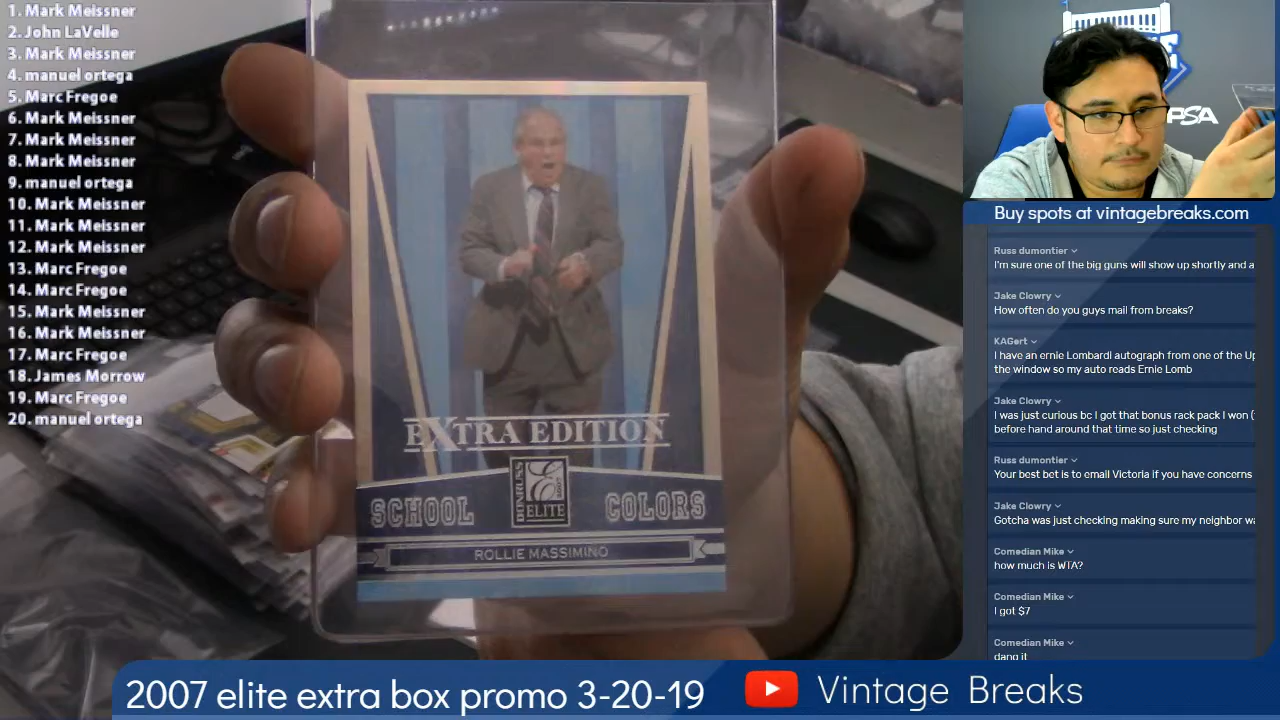 1. Mark Meissner
2. John LaVelle
3. Mark Meissner
4. manuel ortega
5. Marc Fregoe
6. Mark Meissner
7. Mark Meissner
8. Mark Meissner
9. manuel ortega
10. Mark Meissner
11. Mark Meissner
12. Mark Meissner
13. Marc Fregoe
14. Marc Fregoe
15. Mark Meissner
16. Mark Meissner
17. Marc Fregoe
18. James Morrow
19. Marc Fregoe
20. manuel ortega
EXTRA EDITION
SCHOOL
DONRUSS
ELITE
COLORS
ROLLIE MASSIMINO
PSA
Buy spots at vintagebreaks.com
Russ dumontier
I'm sure one of the big guns will show up shortly and a
Jake Clowry
How often do you guys mail from breaks?
KAGert
I have an ernie Lombardi autograph from one of the Up
the window so my auto reads Ernie Lomb
Jake Clowry
I was just curious bc I got that bonus rack pack I won (
before hand around that time so just checking
Russ dumontier
Your best bet is to email Victoria if you have concerns
Jake Clowry
Gotcha was just checking making sure my neighbor wa
Comedian Mike
how much is WTA?
Comedian Mike
I got $7
Comedian Mike
dang it
2007 elite extra box promo 3-20-19
Vintage Breaks